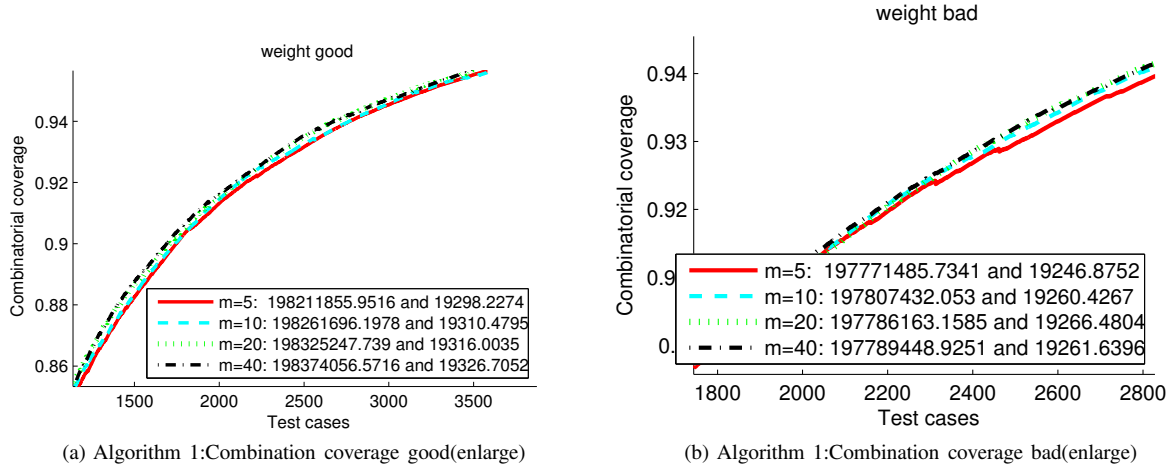 weight good
Combinatorial coverage
0.94
0.92
0.9
0.88
0.86
m=5: 198211855.9516 and 19298.2274
m=10: 198261696.1978 and 19310.4795
m=20: 198325247.739 and 19316.0035
m=40: 198374056.5716 and 19326.7052
1500 2000 2500 3000 3500
Test cases
(a) Algorithm 1:Combination coverage good(enlarge)
weight bad
Combinatorial coverage
0.94
0.93
0.92
0.9
0.
m=5: 197771485.7341 and 19246.8752
m=10: 197807432.053 and 19260.4267
m=20: 197786163.1585 and 19266.4804
m=40: 197789448.9251 and 19261.6396
1800 2000 2200 2400 2600 2800
Test cases
(b) Algorithm 1:Combination coverage bad(enlarge)